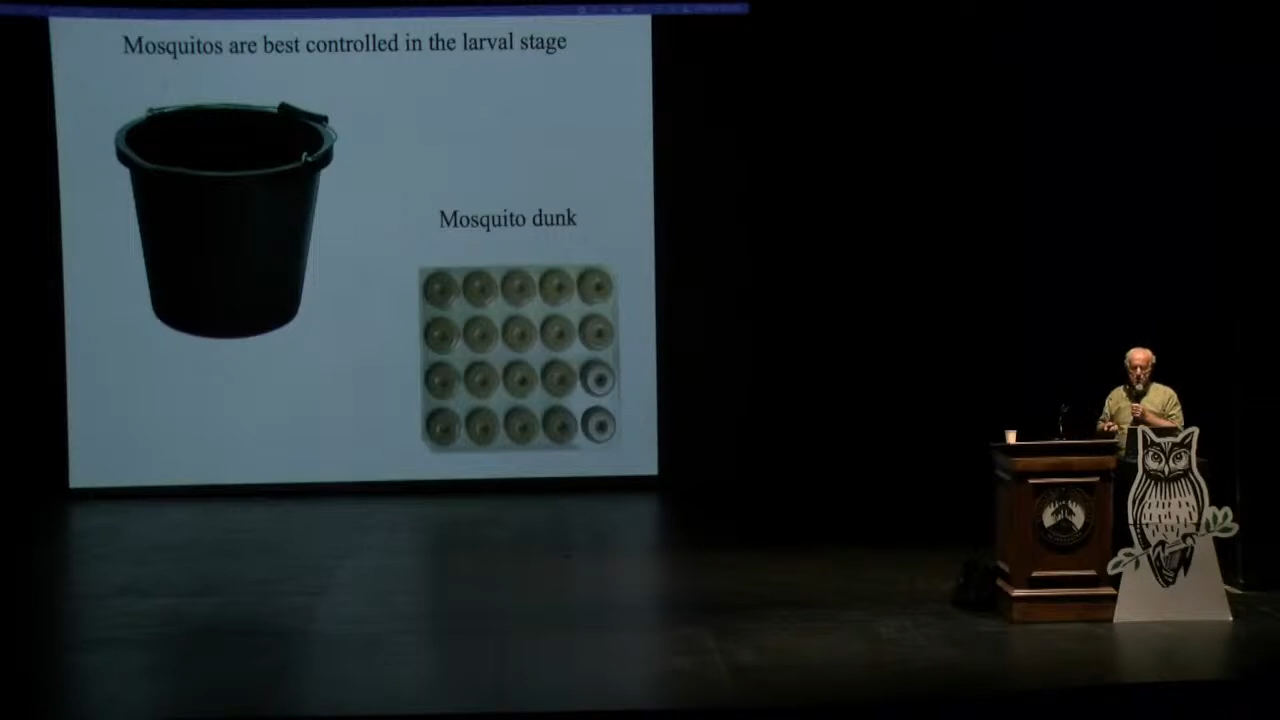 Mosquitos are best controlled in the larval stage
Mosquito dunk